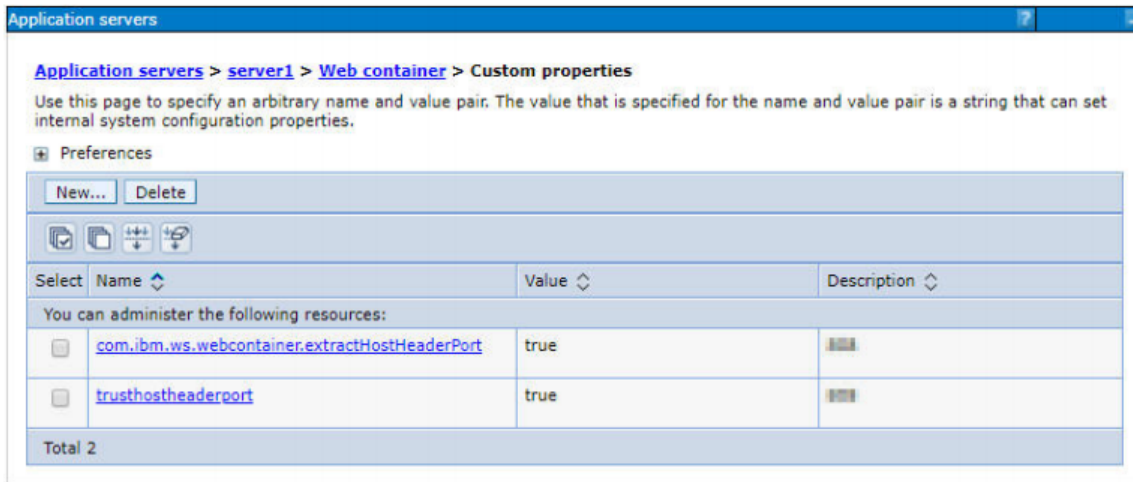 Application servers
?
Application servers > server1 > Web container > Custom properties
Use this page to specify an arbitrary name and value pair. The value that is specified for the name and value pair is a string that can set
internal system configuration properties.
Preferences
New... Delete
Select Name Value Description
You can administer the following resources:
com.ibm.ws.webcontainer.extractHostHeaderPort true
trusthostheaderport true
Total 2